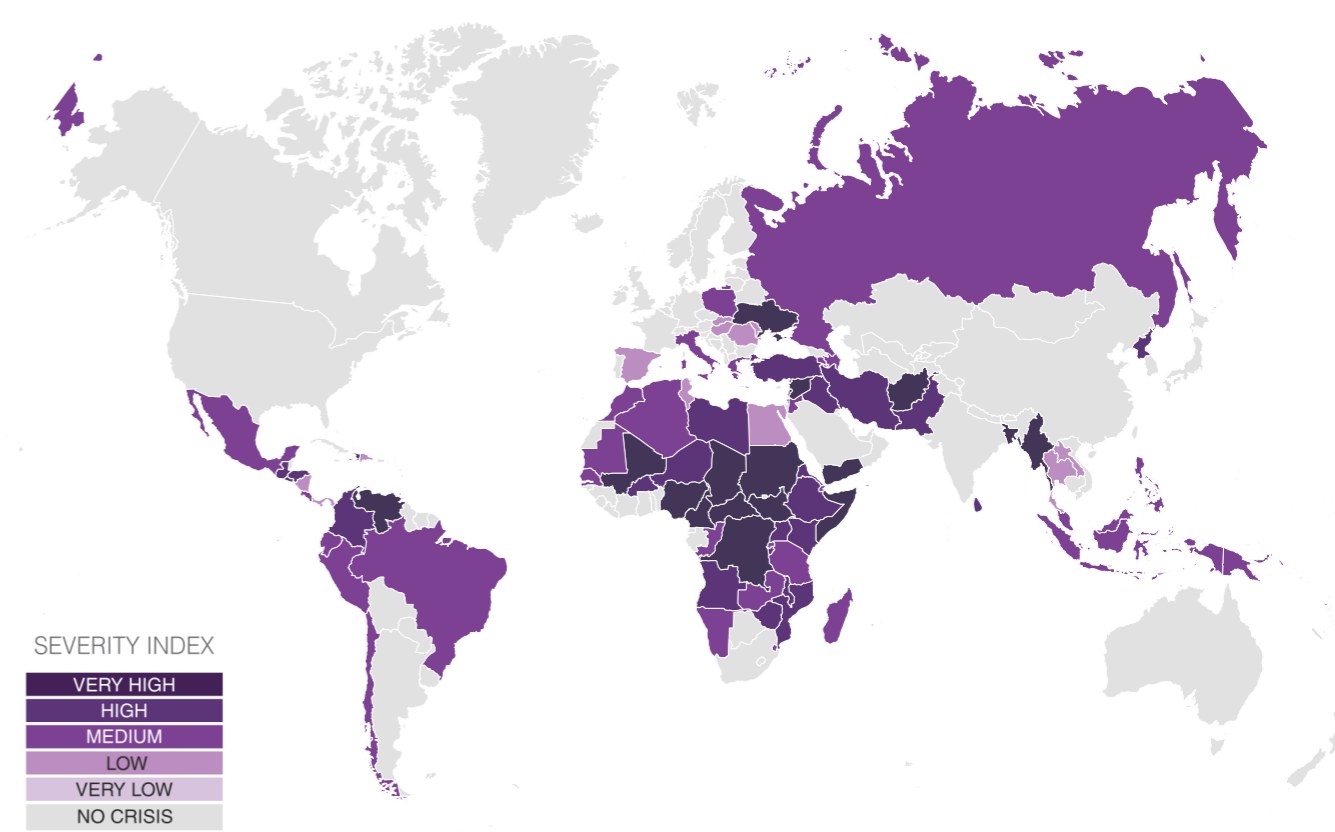 SEVERITY INDEX
VERY HIGH
HIGH
MEDIUM
LOW
VERY LOW
NO CRISIS